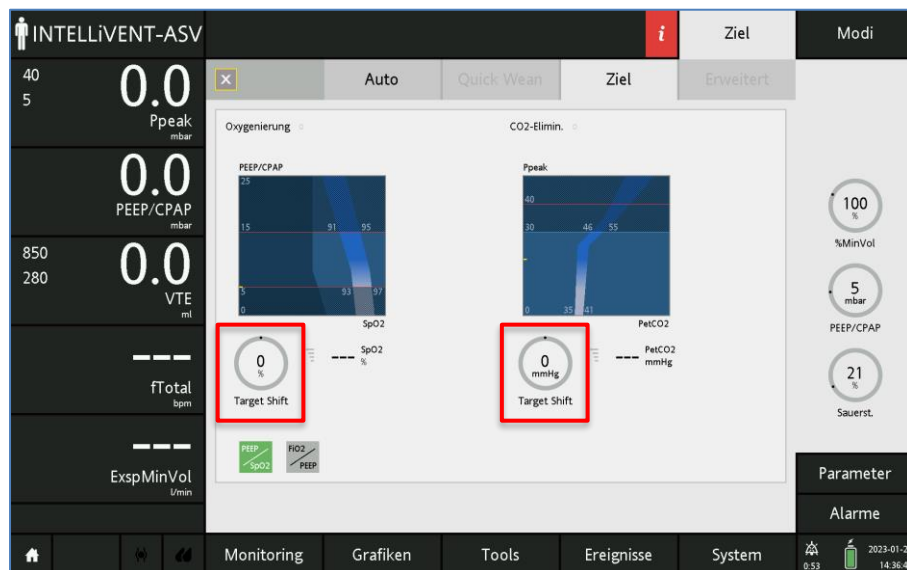 INTELLiVENT-ASV
i
Ziel
Modi
Auto
Quick Wean
Ziel
Erweitert
40
5
0.0
Ppeak
mbar
0.0
PEEP/CPAP
mbar
850
280
0.0
VTE
ml
---
fTotal
bpm
---
ExspMinVol
l/min
Oxygenierung
PEEP/CPAP
25
15
91 95
5
93 97
0
SpO2
0
%
Target Shift
--- SpO2
%
PEEP
SpO2
FiO2
PEEP
CO2-Elimin.
Ppeak
40
30
46 55
0
35 41
PetCO2
0
mmHg
Target Shift
--- PetCO2
mmHg
100
%
%MinVol
5
mbar
PEEP/CPAP
21
%
Sauerst.
Parameter
Alarme
Monitoring
Grafiken
Tools
Ereignisse
System
0:53
2023-01-2
14:36:4